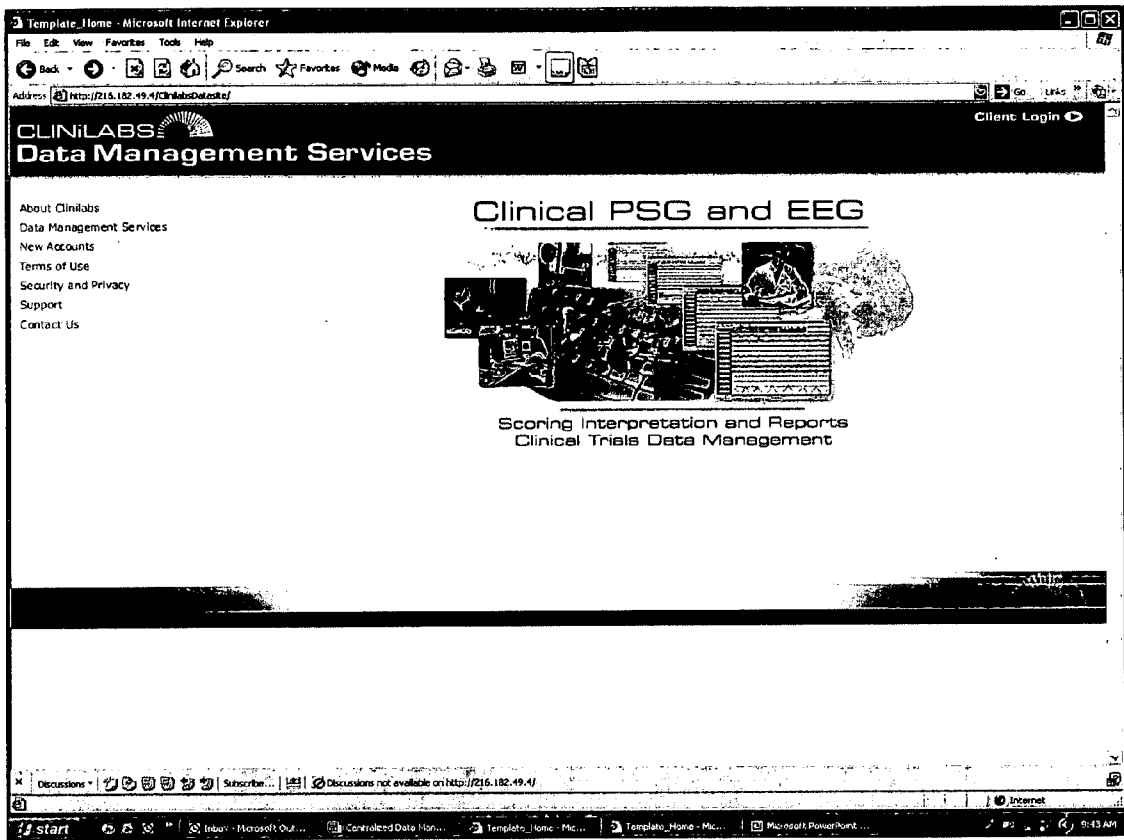 Template_Home - Microsoft Internet Explorer
File Edit View Favorites Tools Help
Back Search Favorites Media
Address http://216.182.49.4/ClinilabsDatasite/ Go Links »
CLINiLABS
Client Login
Data Management Services
About Clinilabs
Data Management Services
New Accounts
Terms of Use
Security and Privacy
Support
Contact Us
Clinical PSG and EEG
Scoring Interpretation and Reports
Clinical Trials Data Management
Discussions Subscribe... Discussions not available on http://216.182.49.4/
Internet
start » Inbox - Microsoft Out... Centralized Data Man... Template_Home - Mic... Template_Home - Mic... Microsoft PowerPoint ... 9:43 AM